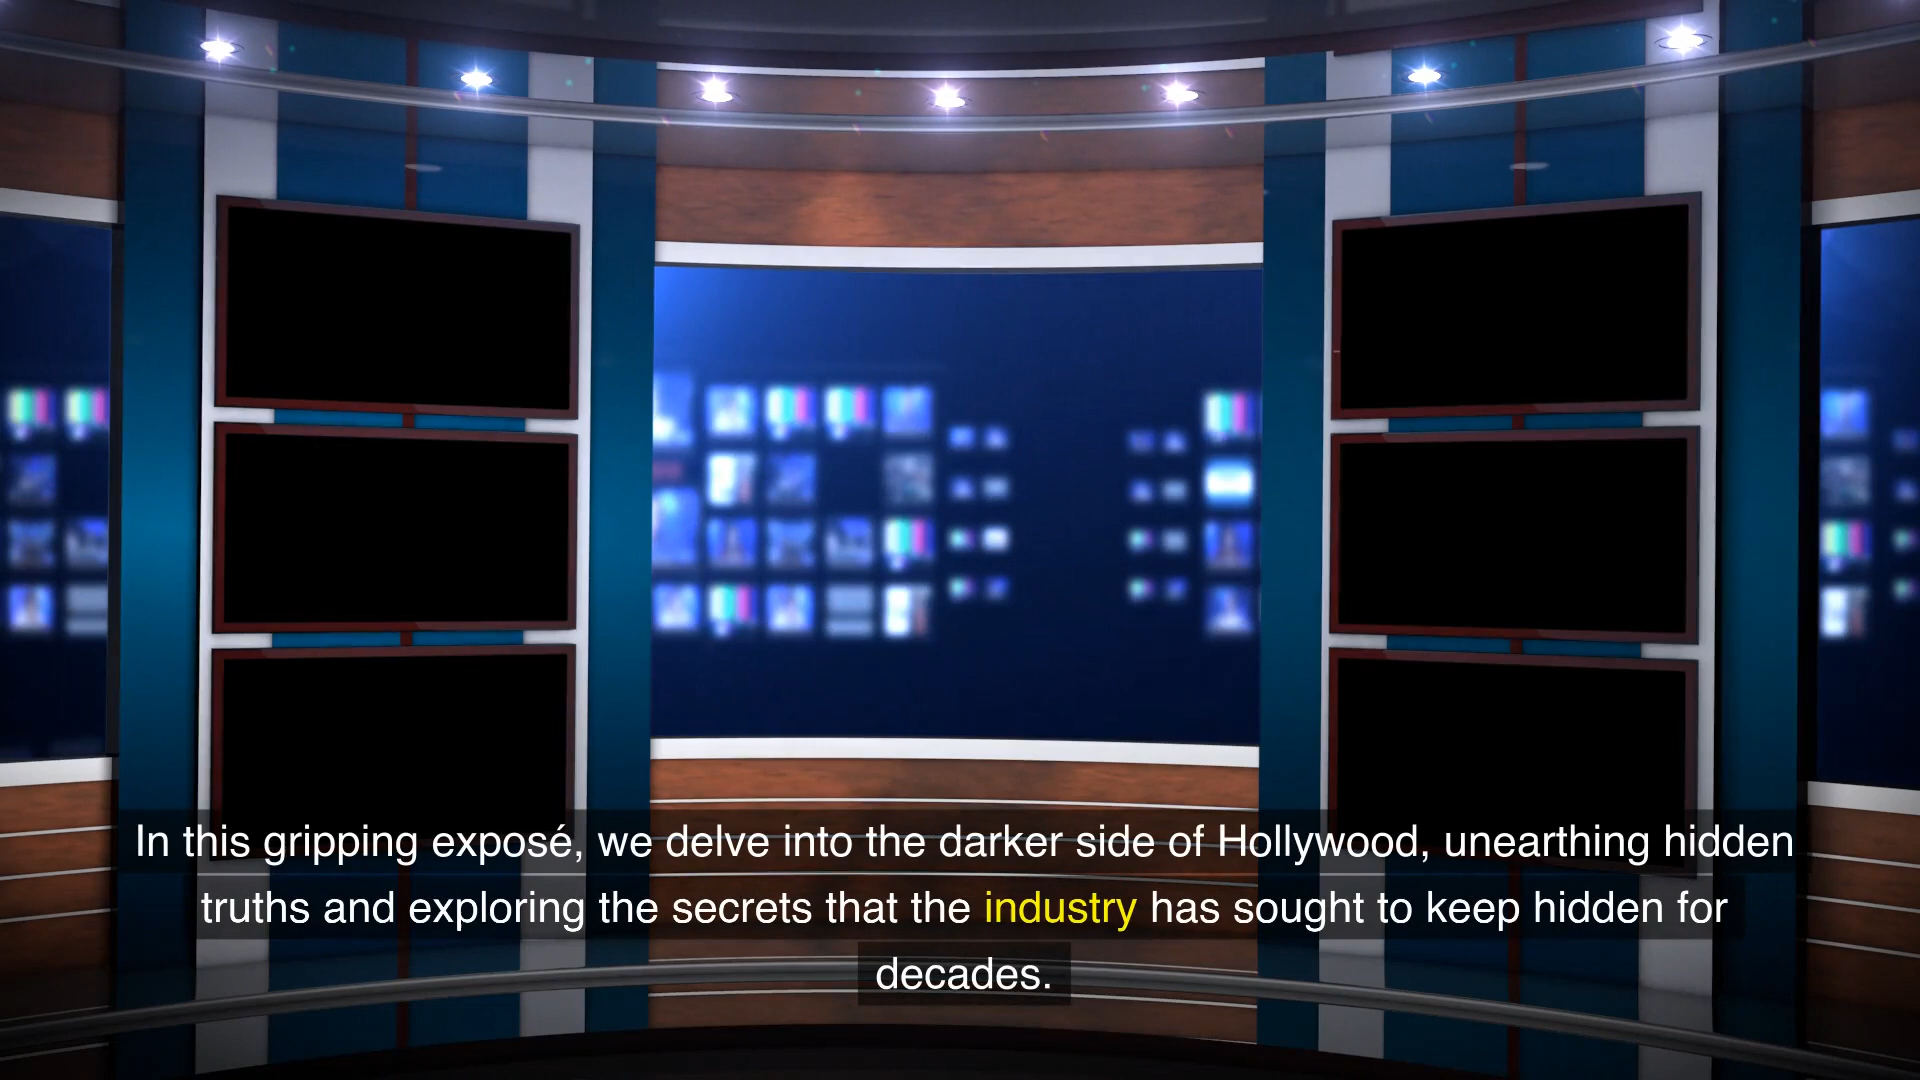 In this gripping exposé, we delve into the darker side of Hollywood, unearthing hidden
truths and exploring the secrets that the industry has sought to keep hidden for
decades.